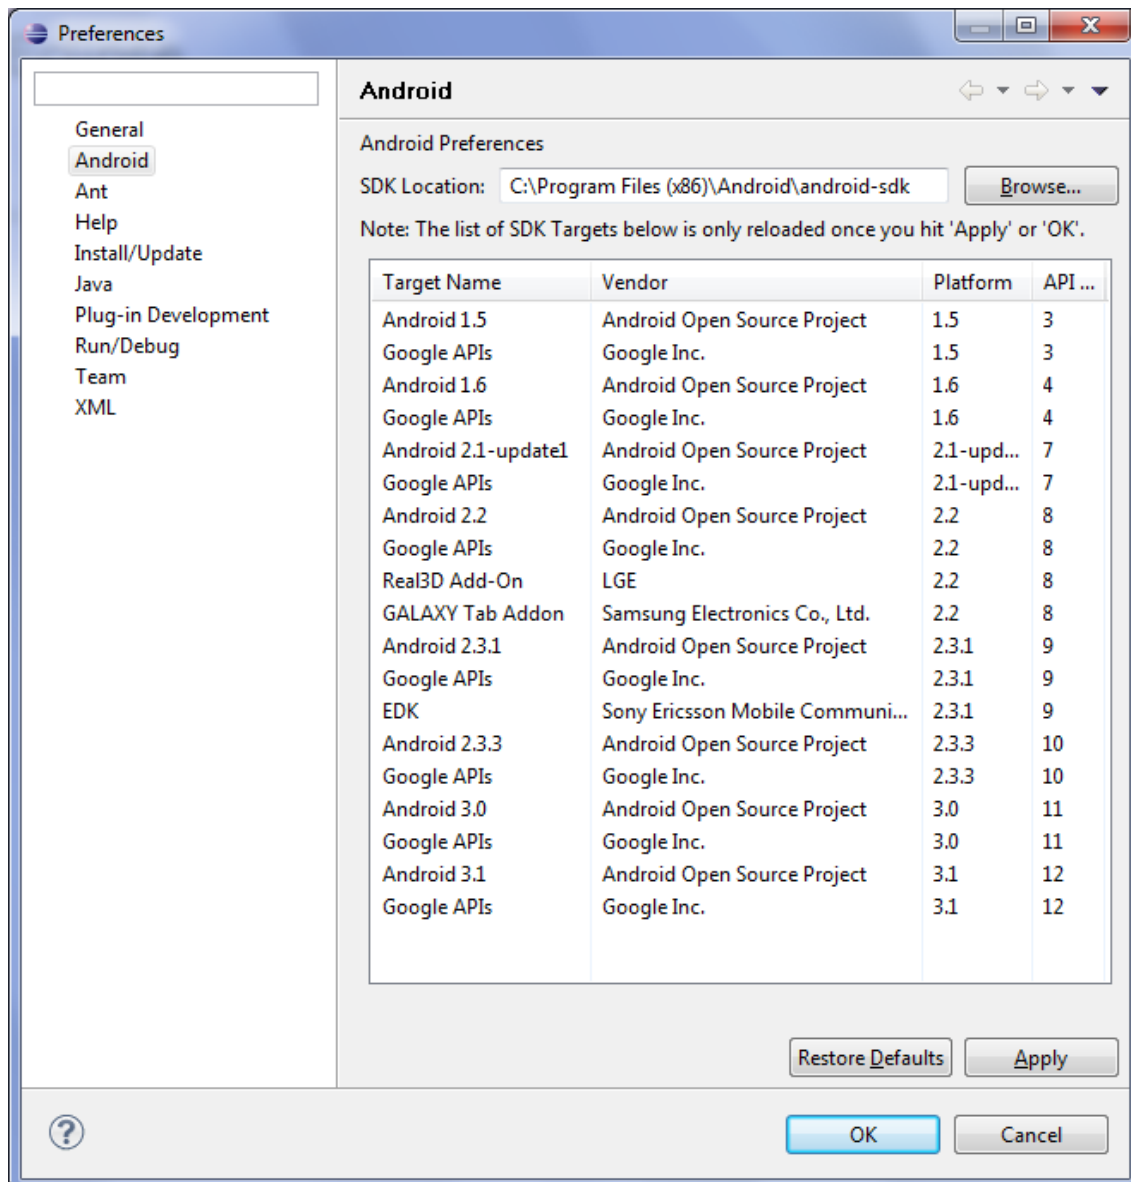 Preferences
General
Android
Ant
Help
Install/Update
Java
Plug-in Development
Run/Debug
Team
XML
Android
Android Preferences
SDK Location: C:\Program Files (x86)\Android\android-sdk Browse...
Note: The list of SDK Targets below is only reloaded once you hit 'Apply' or 'OK'.
Target Name Vendor Platform API ...
Android 1.5 Android Open Source Project 1.5 3
Google APIs Google Inc. 1.5 3
Android 1.6 Android Open Source Project 1.6 4
Google APIs Google Inc. 1.6 4
Android 2.1-update1 Android Open Source Project 2.1-upd... 7
Google APIs Google Inc. 2.1-upd... 7
Android 2.2 Android Open Source Project 2.2 8
Google APIs Google Inc. 2.2 8
Real3D Add-On LGE 2.2 8
GALAXY Tab Addon Samsung Electronics Co., Ltd. 2.2 8
Android 2.3.1 Android Open Source Project 2.3.1 9
Google APIs Google Inc. 2.3.1 9
EDK Sony Ericsson Mobile Communi... 2.3.1 9
Android 2.3.3 Android Open Source Project 2.3.3 10
Google APIs Google Inc. 2.3.3 10
Android 3.0 Android Open Source Project 3.0 11
Google APIs Google Inc. 3.0 11
Android 3.1 Android Open Source Project 3.1 12
Google APIs Google Inc. 3.1 12
Restore Defaults Apply
? OK Cancel